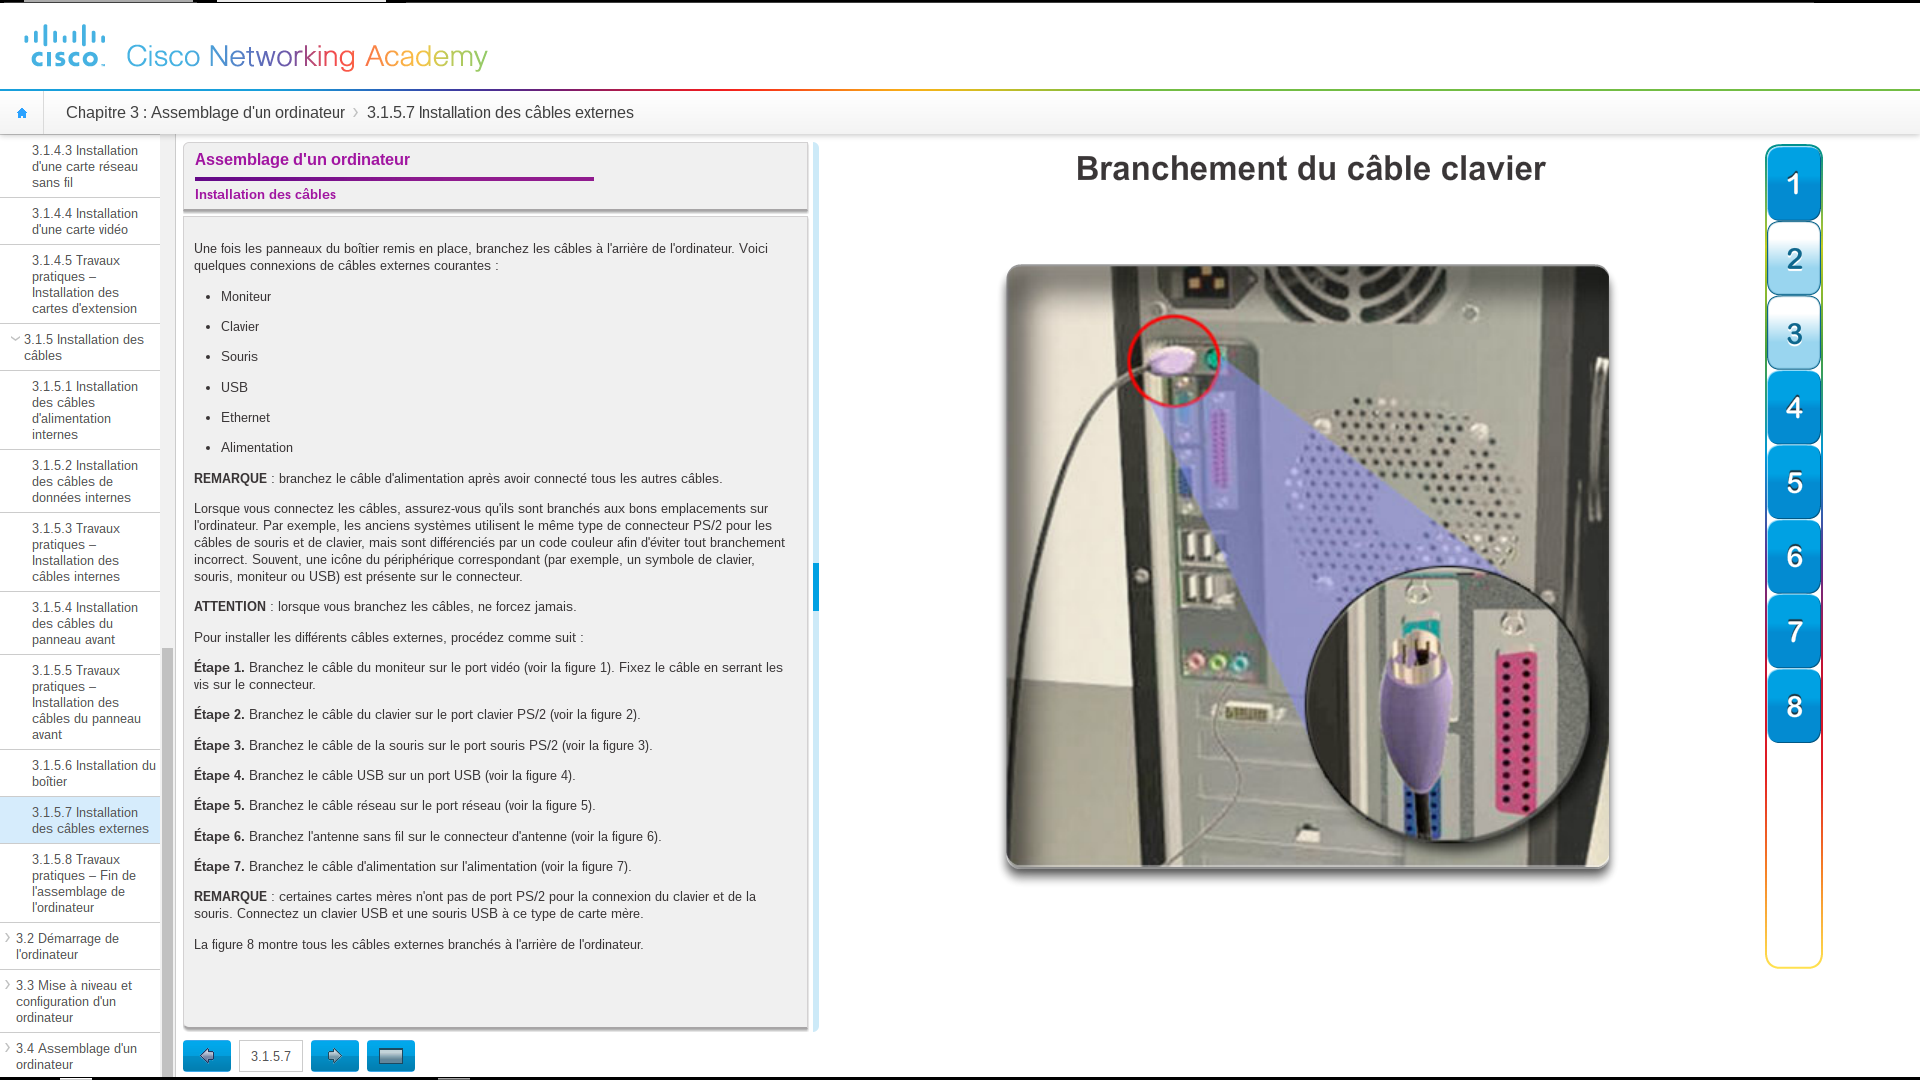 cisco
Cisco Networking Academy
Chapitre 3 : Assemblage d'un ordinateur
3.1.5.7 Installation des câbles externes
3.1.4.3 Installation
d'une carte réseau
sans fil
3.1.4.4 Installation
d'une carte vidéo
3.1.4.5 Travaux
pratiques –
Installation des
cartes d'extension
3.1.5 Installation des
câbles
3.1.5.1 Installation
des câbles
d'alimentation
internes
3.1.5.2 Installation
des câbles de
données internes
3.1.5.3 Travaux
pratiques –
Installation des
câbles internes
3.1.5.4 Installation
des câbles du
panneau avant
3.1.5.5 Travaux
pratiques –
Installation des
câbles du panneau
avant
3.1.5.6 Installation du
boîtier
3.1.5.7 Installation
des câbles externes
3.1.5.8 Travaux
pratiques – Fin de
l'assemblage de
l'ordinateur
3.2 Démarrage de
l'ordinateur
3.3 Mise à niveau et
configuration d'un
ordinateur
3.4 Assemblage d'un
ordinateur
Assemblage d'un ordinateur
Installation des câbles
Une fois les panneaux du boîtier remis en place, branchez les câbles à l'arrière de l'ordinateur. Voici
quelques connexions de câbles externes courantes :
• Moniteur
• Clavier
• Souris
• USB
• Ethernet
• Alimentation
REMARQUE : branchez le câble d'alimentation après avoir connecté tous les autres câbles.
Lorsque vous connectez les câbles, assurez-vous qu'ils sont branchés aux bons emplacements sur
l'ordinateur. Par exemple, les anciens systèmes utilisent le même type de connecteur PS/2 pour les
câbles de souris et de clavier, mais sont différenciés par un code couleur afin d'éviter tout branchement
incorrect. Souvent, une icône du périphérique correspondant (par exemple, un symbole de clavier,
souris, moniteur ou USB) est présente sur le connecteur.
ATTENTION : lorsque vous branchez les câbles, ne forcez jamais.
Pour installer les différents câbles externes, procédez comme suit :
Étape 1. Branchez le câble du moniteur sur le port vidéo (voir la figure 1). Fixez le câble en serrant les
vis sur le connecteur.
Étape 2. Branchez le câble du clavier sur le port clavier PS/2 (voir la figure 2).
Étape 3. Branchez le câble de la souris sur le port souris PS/2 (voir la figure 3).
Étape 4. Branchez le câble USB sur un port USB (voir la figure 4).
Étape 5. Branchez le câble réseau sur le port réseau (voir la figure 5).
Étape 6. Branchez l'antenne sans fil sur le connecteur d'antenne (voir la figure 6).
Étape 7. Branchez le câble d'alimentation sur l'alimentation (voir la figure 7).
REMARQUE : certaines cartes mères n'ont pas de port PS/2 pour la connexion du clavier et de la
souris. Connectez un clavier USB et une souris USB à ce type de carte mère.
La figure 8 montre tous les câbles externes branchés à l'arrière de l'ordinateur.
3.1.5.7
Branchement du câble clavier
1
2
3
4
5
6
7
8